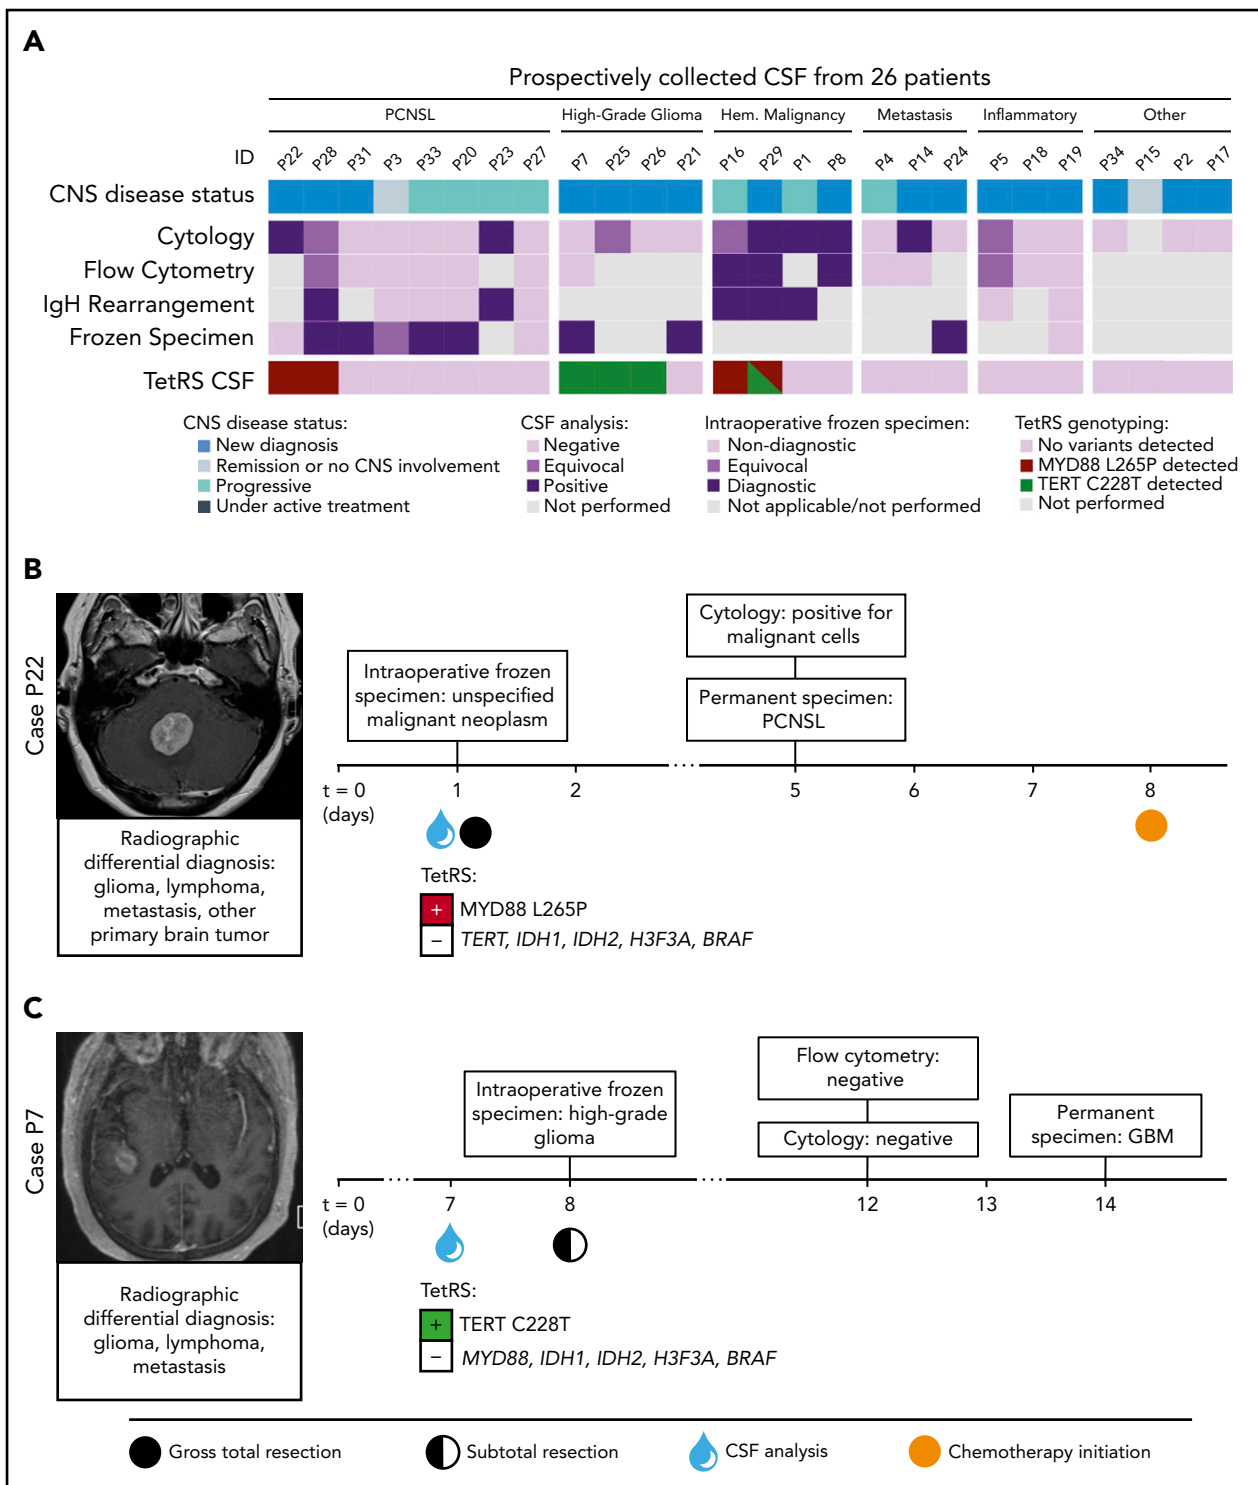 A
Prospectively collected CSF from 26 patients
PCNSL High-Grade Glioma Hem. Malignancy Metastasis Inflammatory Other
ID P22 P28 P31 P3 P33 P20 P23 P27 P7 P25 P26 P21 P16 P29 P1 P8 P4 P14 P24 P5 P18 P19 P34 P15 P2 P17
CNS disease status
Cytology
Flow Cytometry
IgH Rearrangement
Frozen Specimen
TetRS CSF
CNS disease status:
New diagnosis
Remission or no CNS involvement
Progressive
Under active treatment
CSF analysis:
Negative
Equivocal
Positive
Not performed
Intraoperative frozen specimen:
Non-diagnostic
Equivocal
Diagnostic
Not applicable/not performed
TetRS genotyping:
No variants detected
MYD88 L265P detected
TERT C228T detected
Not performed
B
Case P22
Radiographic
differential diagnosis:
glioma, lymphoma,
metastasis, other
primary brain tumor
Intraoperative frozen
specimen: unspecified
malignant neoplasm
Cytology: positive for
malignant cells
Permanent specimen:
PCNSL
t = 0 1 2 ... 5 6 7 8
(days)
TetRS:
+ MYD88 L265P
– TERT, IDH1, IDH2, H3F3A, BRAF
C
Case P7
Radiographic
differential diagnosis:
glioma, lymphoma,
metastasis
Intraoperative frozen
specimen: high-grade
glioma
Flow cytometry:
negative
Cytology: negative
Permanent
specimen: GBM
t = 0 ... 7 8 ... 12 13 14
(days)
TetRS:
+ TERT C228T
– MYD88, IDH1, IDH2, H3F3A, BRAF
Gross total resection Subtotal resection CSF analysis Chemotherapy initiation